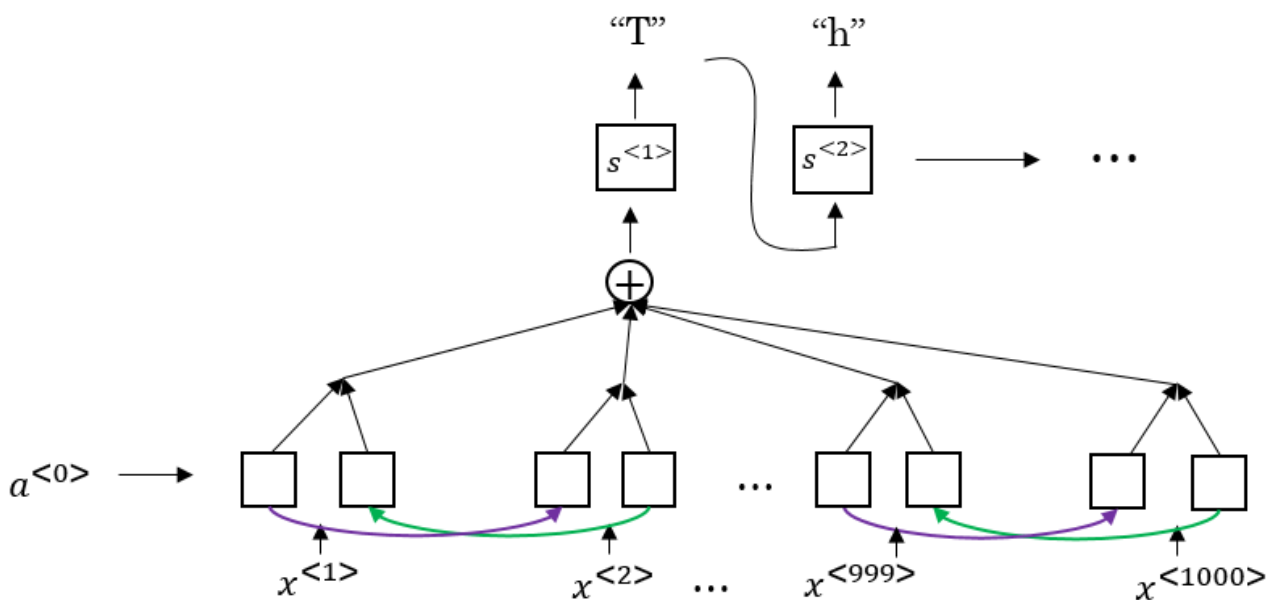 “T” “h”
s<1> s<2> ...
+
a<0>
...
x<1> x<2> ... x<999> x<1000>